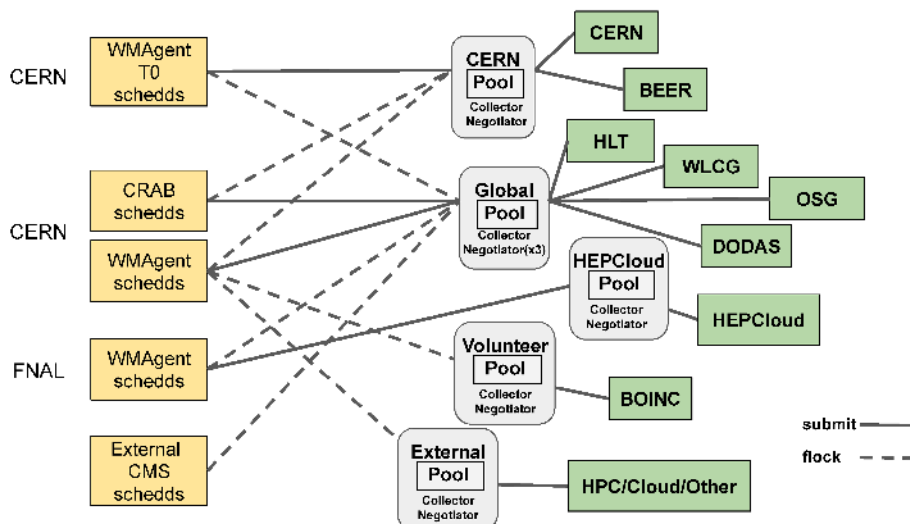 CERN
WMAgent
T0
schedds
CERN
Pool
Collector
Negotiator
CERN
BEER
CERN
CRAB
schedds
WMAgent
schedds
Global
Pool
Collector
Negotiator(x3)
HLT
WLCG
OSG
DODAS
HEPCloud
Pool
Collector
Negotiator
HEPCloud
FNAL
WMAgent
schedds
Volunteer
Pool
Collector
Negotiator
BOINC
External
CMS
schedds
External
Pool
Collector
Negotiator
HPC/Cloud/Other
submit
flock